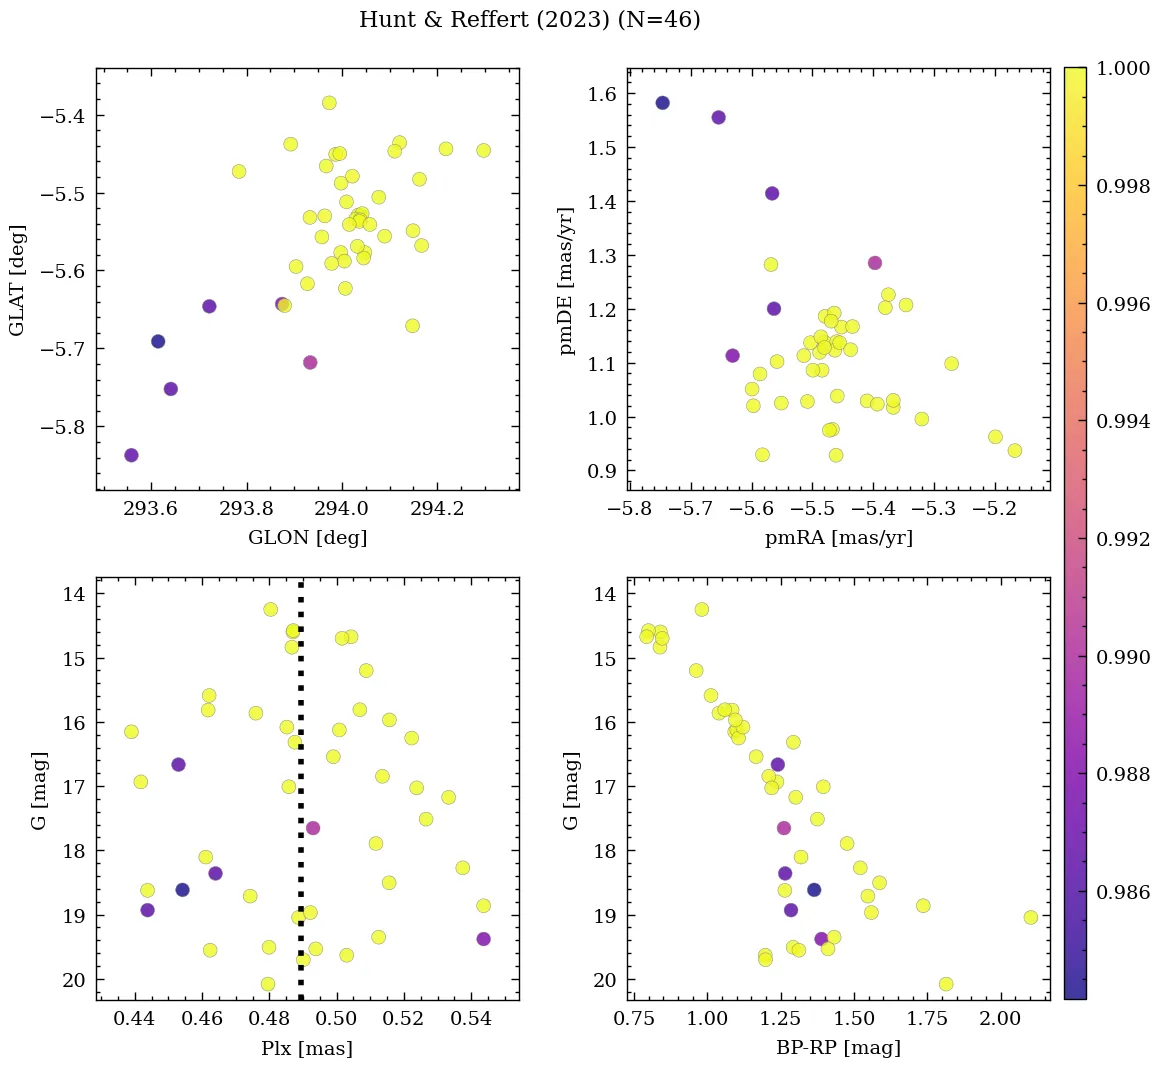 Hunt & Reffert (2023) (N=46)
−5.4
−5.5
−5.6
−5.7
−5.8
GLAT [deg]
293.6 293.8 294.0 294.2
GLON [deg]
1.6
1.5
1.4
1.3
1.2
1.1
1.0
0.9
pmDE [mas/yr]
−5.8 −5.7 −5.6 −5.5 −5.4 −5.3 −5.2
pmRA [mas/yr]
14
15
16
17
18
19
20
G [mag]
0.44 0.46 0.48 0.50 0.52 0.54
Plx [mas]
14
15
16
17
18
19
20
G [mag]
0.75 1.00 1.25 1.50 1.75 2.00
BP-RP [mag]
1.000
0.998
0.996
0.994
0.992
0.990
0.988
0.986